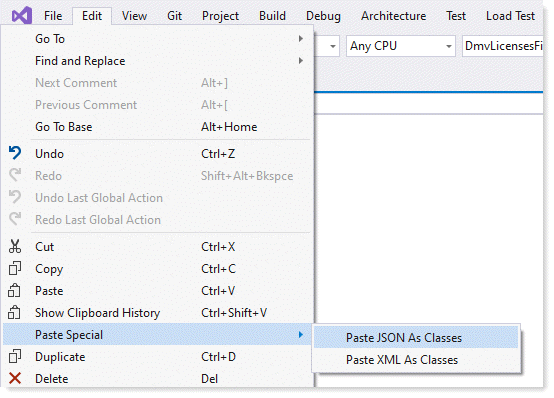 Edit View Git Project Build Debug Architecture Test Load Test
Go To
Any CPU DmvLicensesFi
Find and Replace
Next Comment Alt+]
Previous Comment Alt+[
Go To Base Alt+Home
Undo Ctrl+Z
Redo Shift+Alt+Bkspce
Undo Last Global Action
Redo Last Global Action
Cut Ctrl+X
Copy Ctrl+C
Paste Ctrl+V
Show Clipboard History Ctrl+Shift+V
Paste Special
Paste JSON As Classes
Duplicate Ctrl+D
Paste XML As Classes
Delete Del